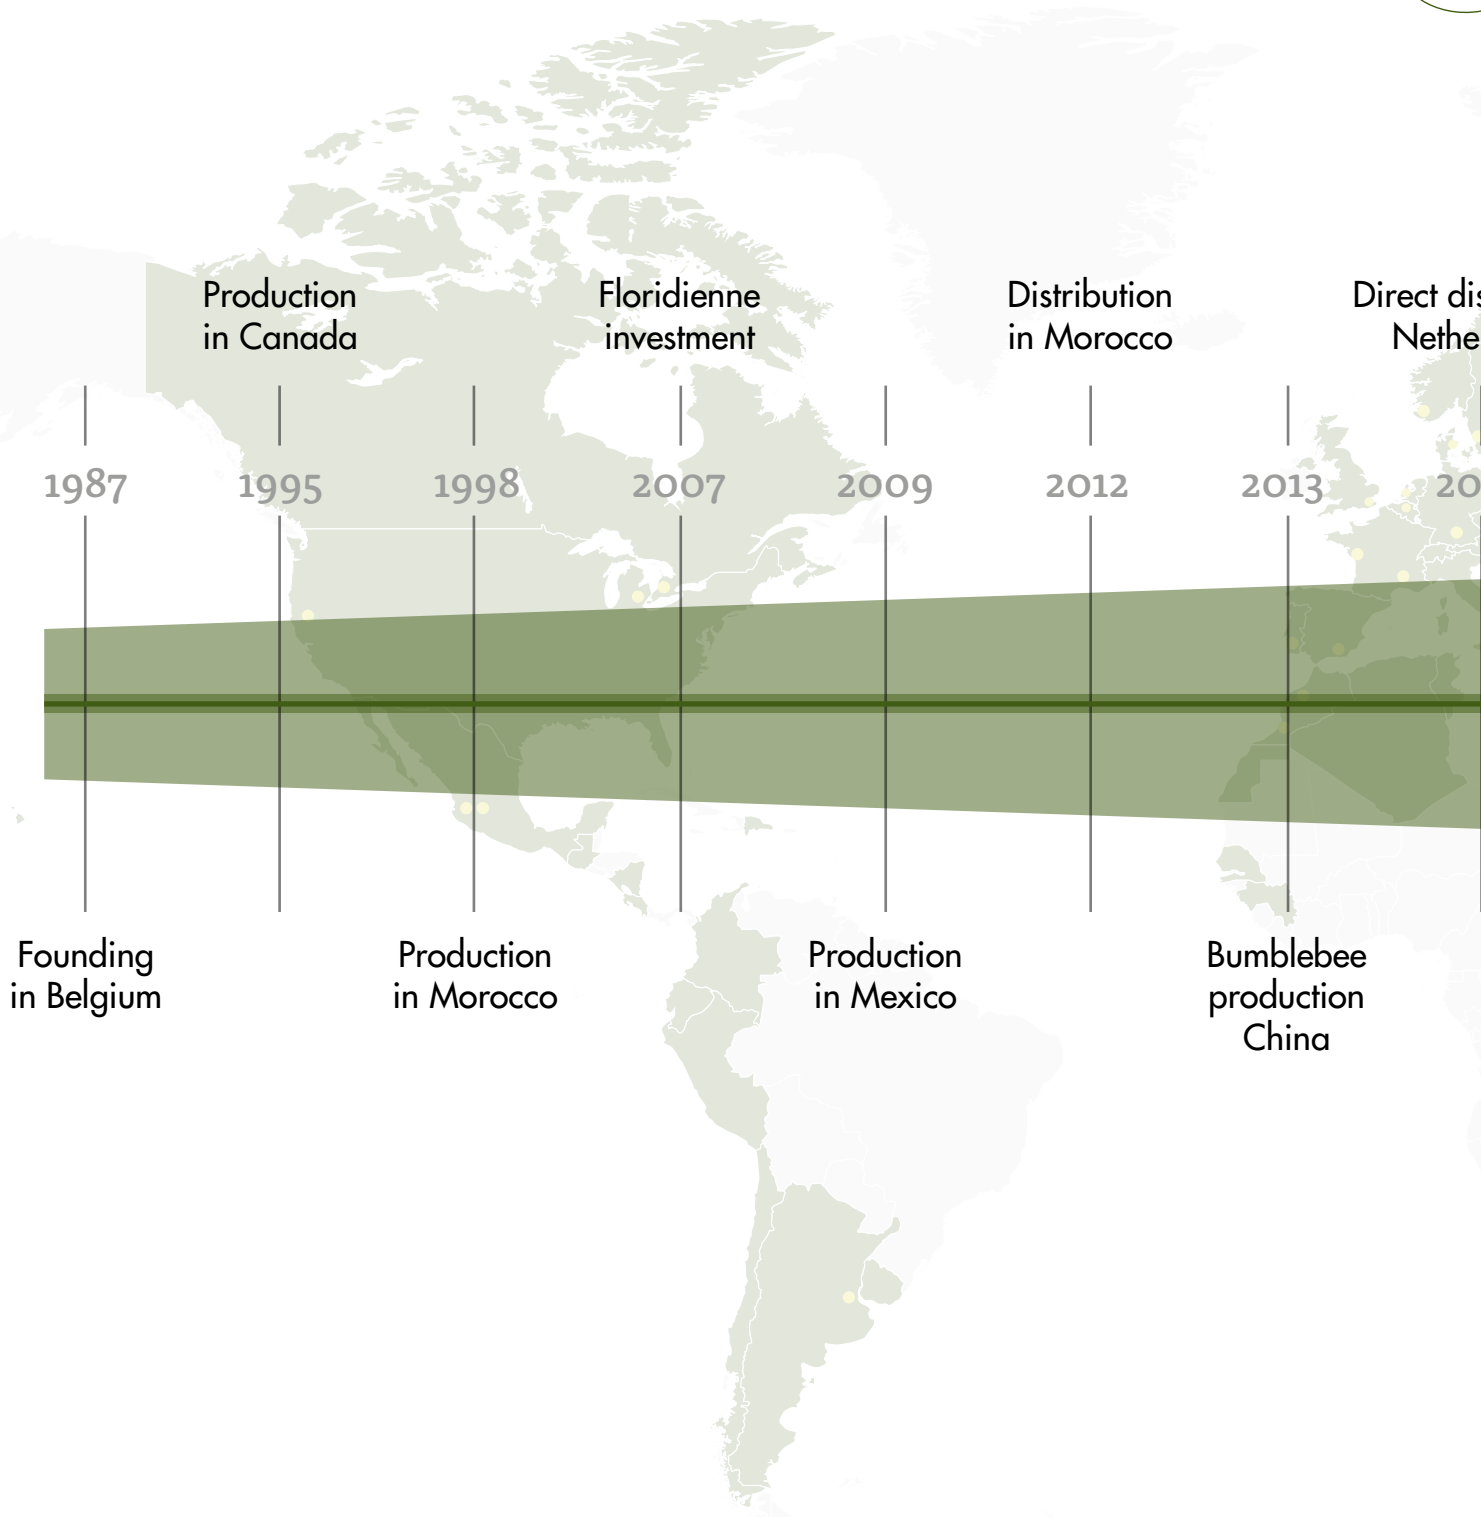 Production
in Canada
Floridienne
investment
Distribution
in Morocco
Direct
1987
1995
1998
2007
2009
2012
2013
Founding
in Belgium
Production
in Morocco
Production
in Mexico
Bumblebee
production
China